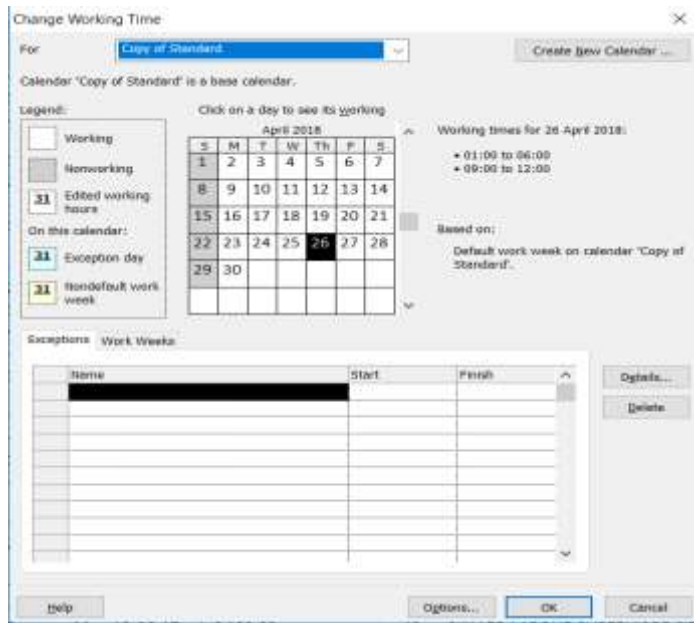 Change Working Time
For Copy of Standard Create New Calendar ...
Calendar 'Copy of Standard' is a base calendar.
Legend:
Working
Nonworking
31 Edited working
hours
On this calendar:
31 Exception day
31 Nondefault work
week
Click on a day to see its working
April 2018
S M T W Th F S
1 2 3 4 5 6 7
8 9 10 11 12 13 14
15 16 17 18 19 20 21
22 23 24 25 26 27 28
29 30
Working times for 26 April 2018:
• 01:00 to 06:00
• 09:00 to 12:00
Based on:
Default work week on calendar 'Copy of
Standard'.
Exceptions Work Weeks
Name Start Finish
Details...
Delete
Help Options... OK Cancel